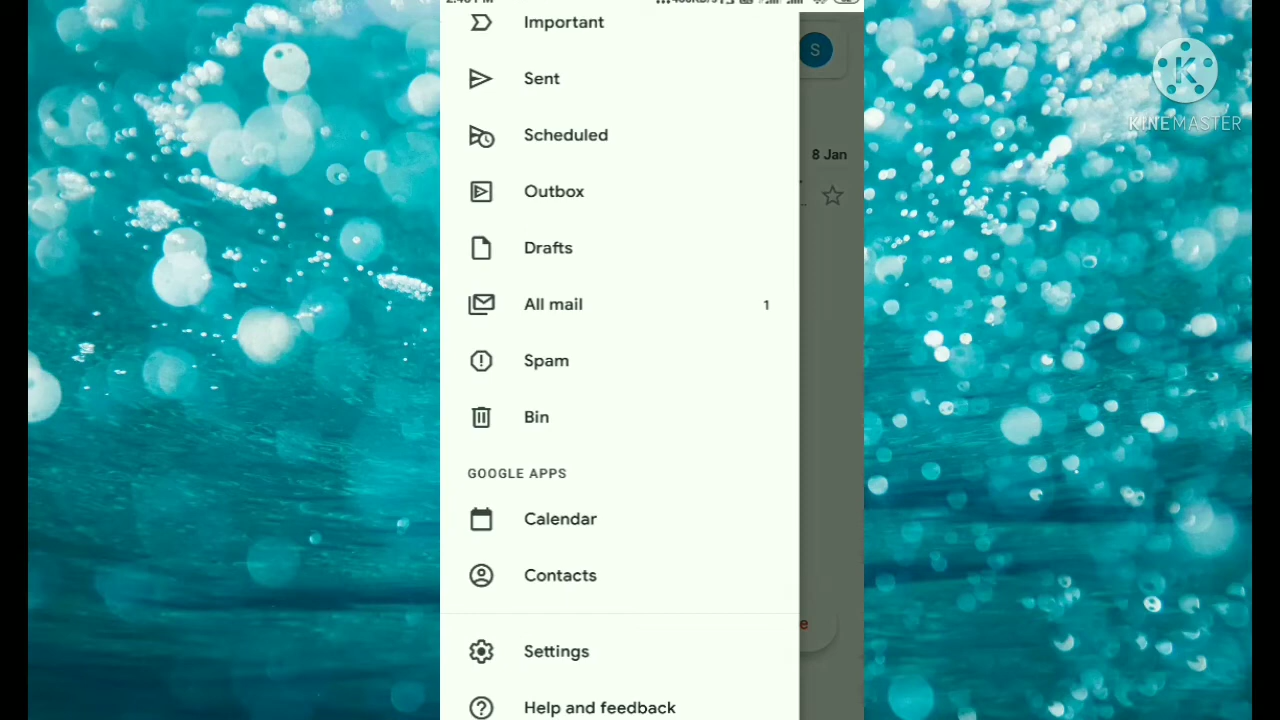 Important
S
KINEMASTER
Sent
Scheduled
8 Jan
Outbox
Drafts
All mail 1
Spam
Bin
GOOGLE APPS
Calendar
Contacts
Settings
Help and feedback